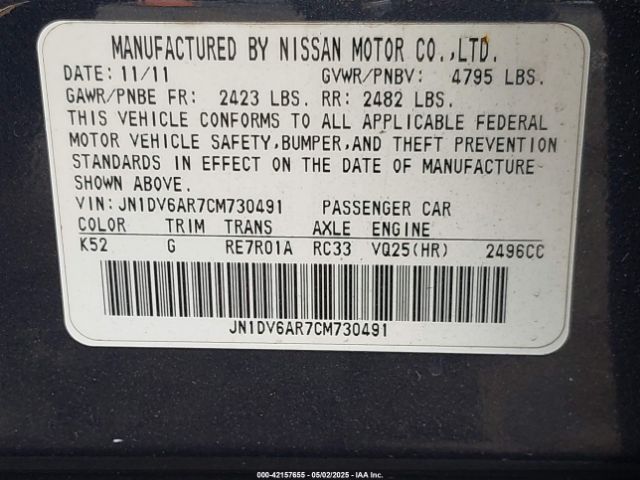 MANUFACTURED BY NISSAN MOTOR CO.,LTD.
DATE: 11/11 GVWR/PNBV: 4795 LBS.
GAWR/PNBE FR: 2423 LBS. RR: 2482 LBS.
THIS VEHICLE CONFORMS TO ALL APPLICABLE FEDERAL
MOTOR VEHICLE SAFETY,BUMPER,AND THEFT PREVENTION
STANDARDS IN EFFECT ON THE DATE OF MANUFACTURE
SHOWN ABOVE.
VIN: JN1DV6AR7CM730491 PASSENGER CAR
COLOR TRIM TRANS AXLE ENGINE
K52 G RE7R01A RC33 VQ25(HR) 2496CC
JN1DV6AR7CM730491
000-42157655 - 05/02/2025 - IAA Inc.